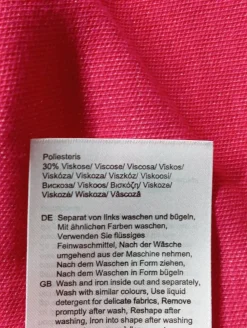 Poliesteris
30% Viskose/ Viscose/ Viscosa/ Viskos/
Viskóza/ Viskoza/ Viszkóz/ Viskoosi/
Вискоза/ Viskoos/ Βισκόζη/ Viskoze/
Viskozė/ Wiskoza/ Vâscoză
DE Separat von links waschen und bügeln,
Mit ähnlichen Farben waschen,
Verwenden Sie flüssiges
Feinwaschmittel, Nach der Wäsche
umgehend aus der Maschine nehmen,
Nach dem Waschen in Form ziehen,
Nach dem Waschen in Form bügeln
GB Wash and iron inside out and separately,
Wash with similar colours, Use liquid
detergent for delicate fabrics, Remove
promptly after wash, Reshape after
washing, Iron into shape after washing